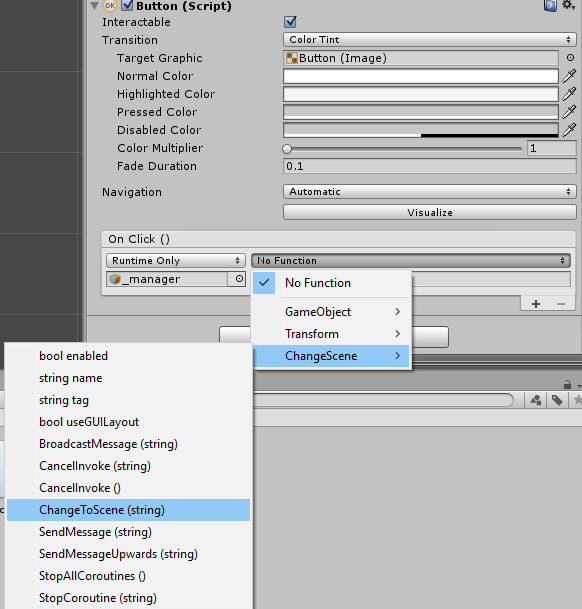 Button (Script)
Interactable
Transition
Color Tint
Target Graphic
Button (Image)
Normal Color
Highlighted Color
Pressed Color
Disabled Color
Color Multiplier
1
Fade Duration
0.1
Navigation
Automatic
Visualize
On Click ()
Runtime Only
No Function
_manager
No Function
GameObject
Transform
ChangeScene
bool enabled
string name
string tag
bool useGUILayout
BroadcastMessage (string)
CancelInvoke (string)
CancelInvoke ()
ChangeToScene (string)
SendMessage (string)
SendMessageUpwards (string)
StopAllCoroutines ()
StopCoroutine (string)